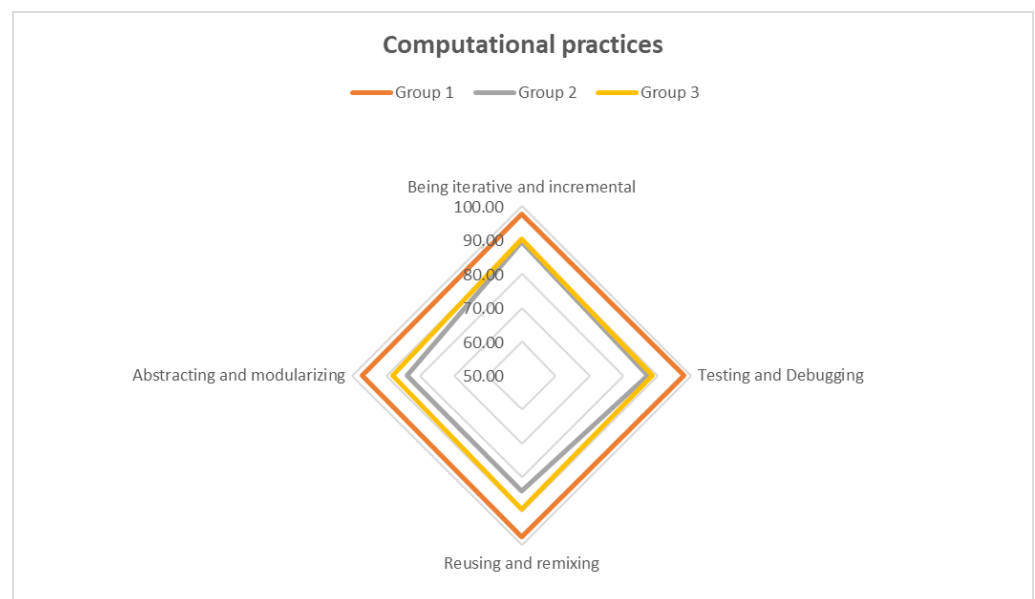 Computational practices
Group 1 Group 2 Group 3
Being iterative and incremental
100.00
90.00
80.00
70.00
60.00
50.00
Abstracting and modularizing
Testing and Debugging
Reusing and remixing